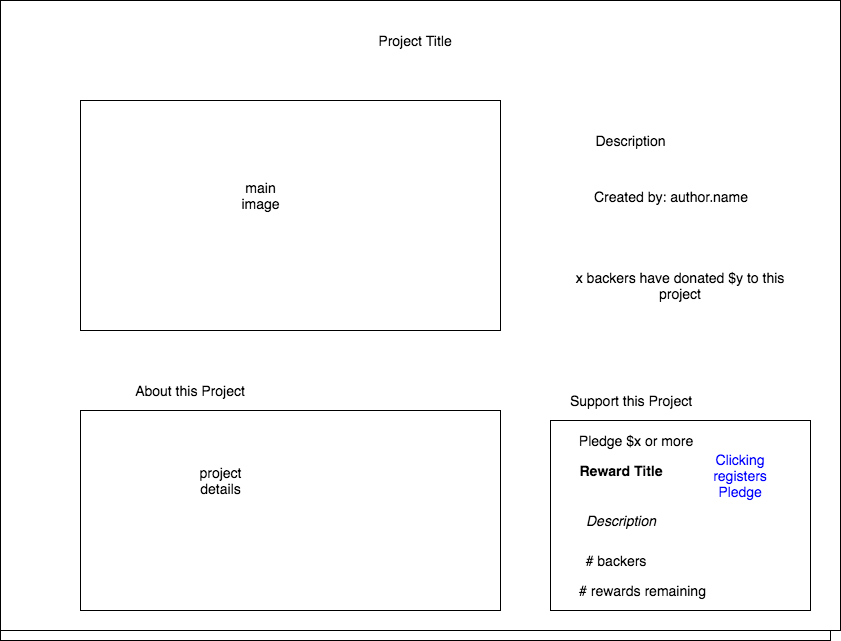 Project Title
main
image
Description
Created by: author.name
x backers have donated $y to this
project
About this Project
project
details
Support this Project
Pledge $x or more
Reward Title
Clicking
registers
Pledge
Description
# backers
# rewards remaining